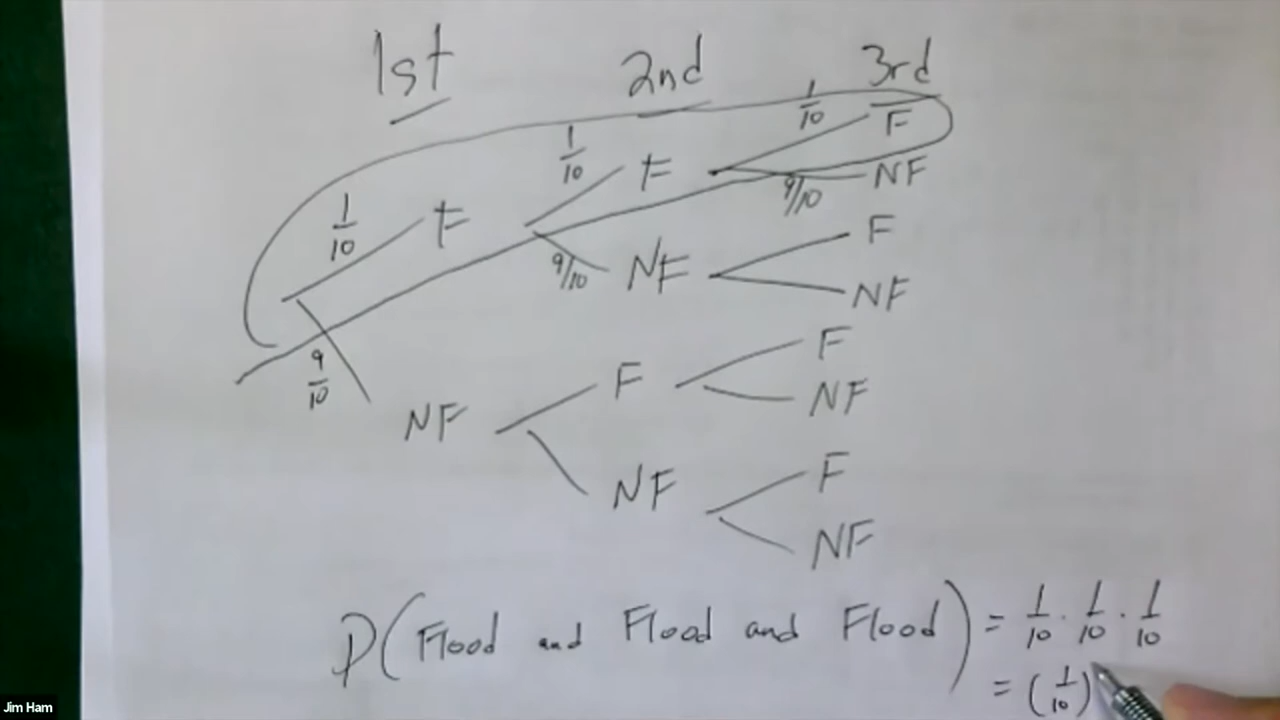 1st 2nd 3rd
1/10 F 1/10 F 1/10 F
9/10 NF
9/10 NF F
NF
9/10 NF F F
NF
NF F
NF
P(Flood and Flood and Flood) = 1/10 · 1/10 · 1/10
= (1/10)
Jim Ham